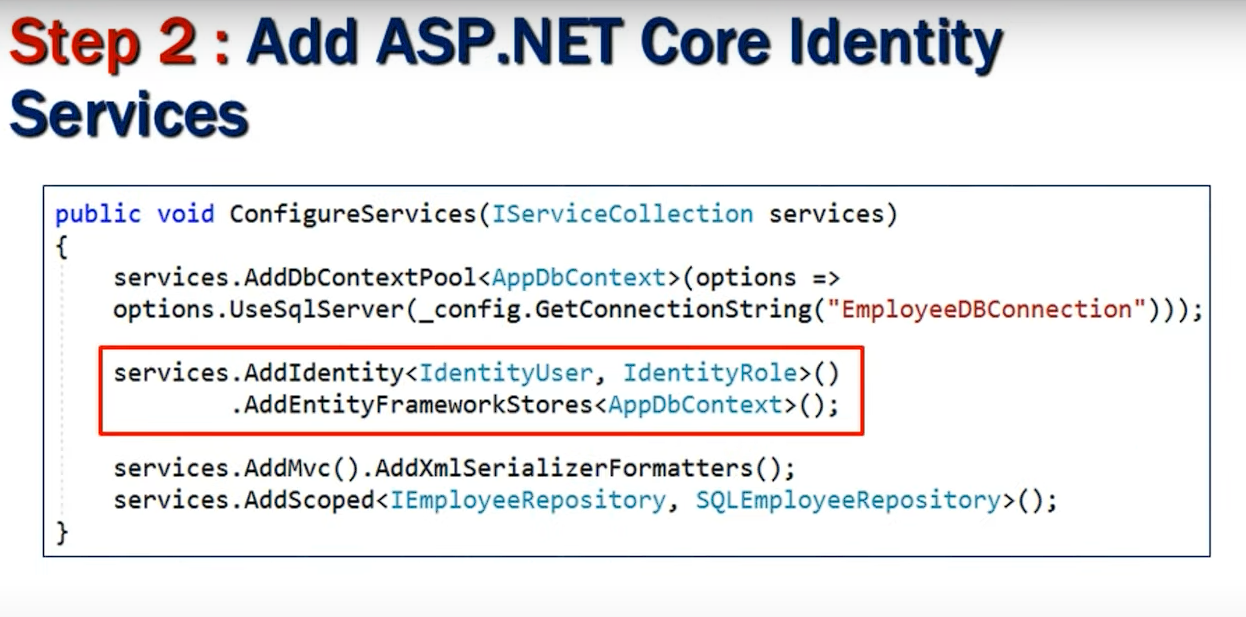 Step 2 : Add ASP.NET Core Identity
Services
public void ConfigureServices(IServiceCollection services)
{
    services.AddDbContextPool<AppDbContext>(options =>
    options.UseSqlServer(_config.GetConnectionString("EmployeeDBConnection")));
    services.AddIdentity<IdentityUser, IdentityRole>()
            .AddEntityFrameworkStores<AppDbContext>();
    services.AddMvc().AddXmlSerializerFormatters();
    services.AddScoped<IEmployeeRepository, SQLEmployeeRepository>();
}